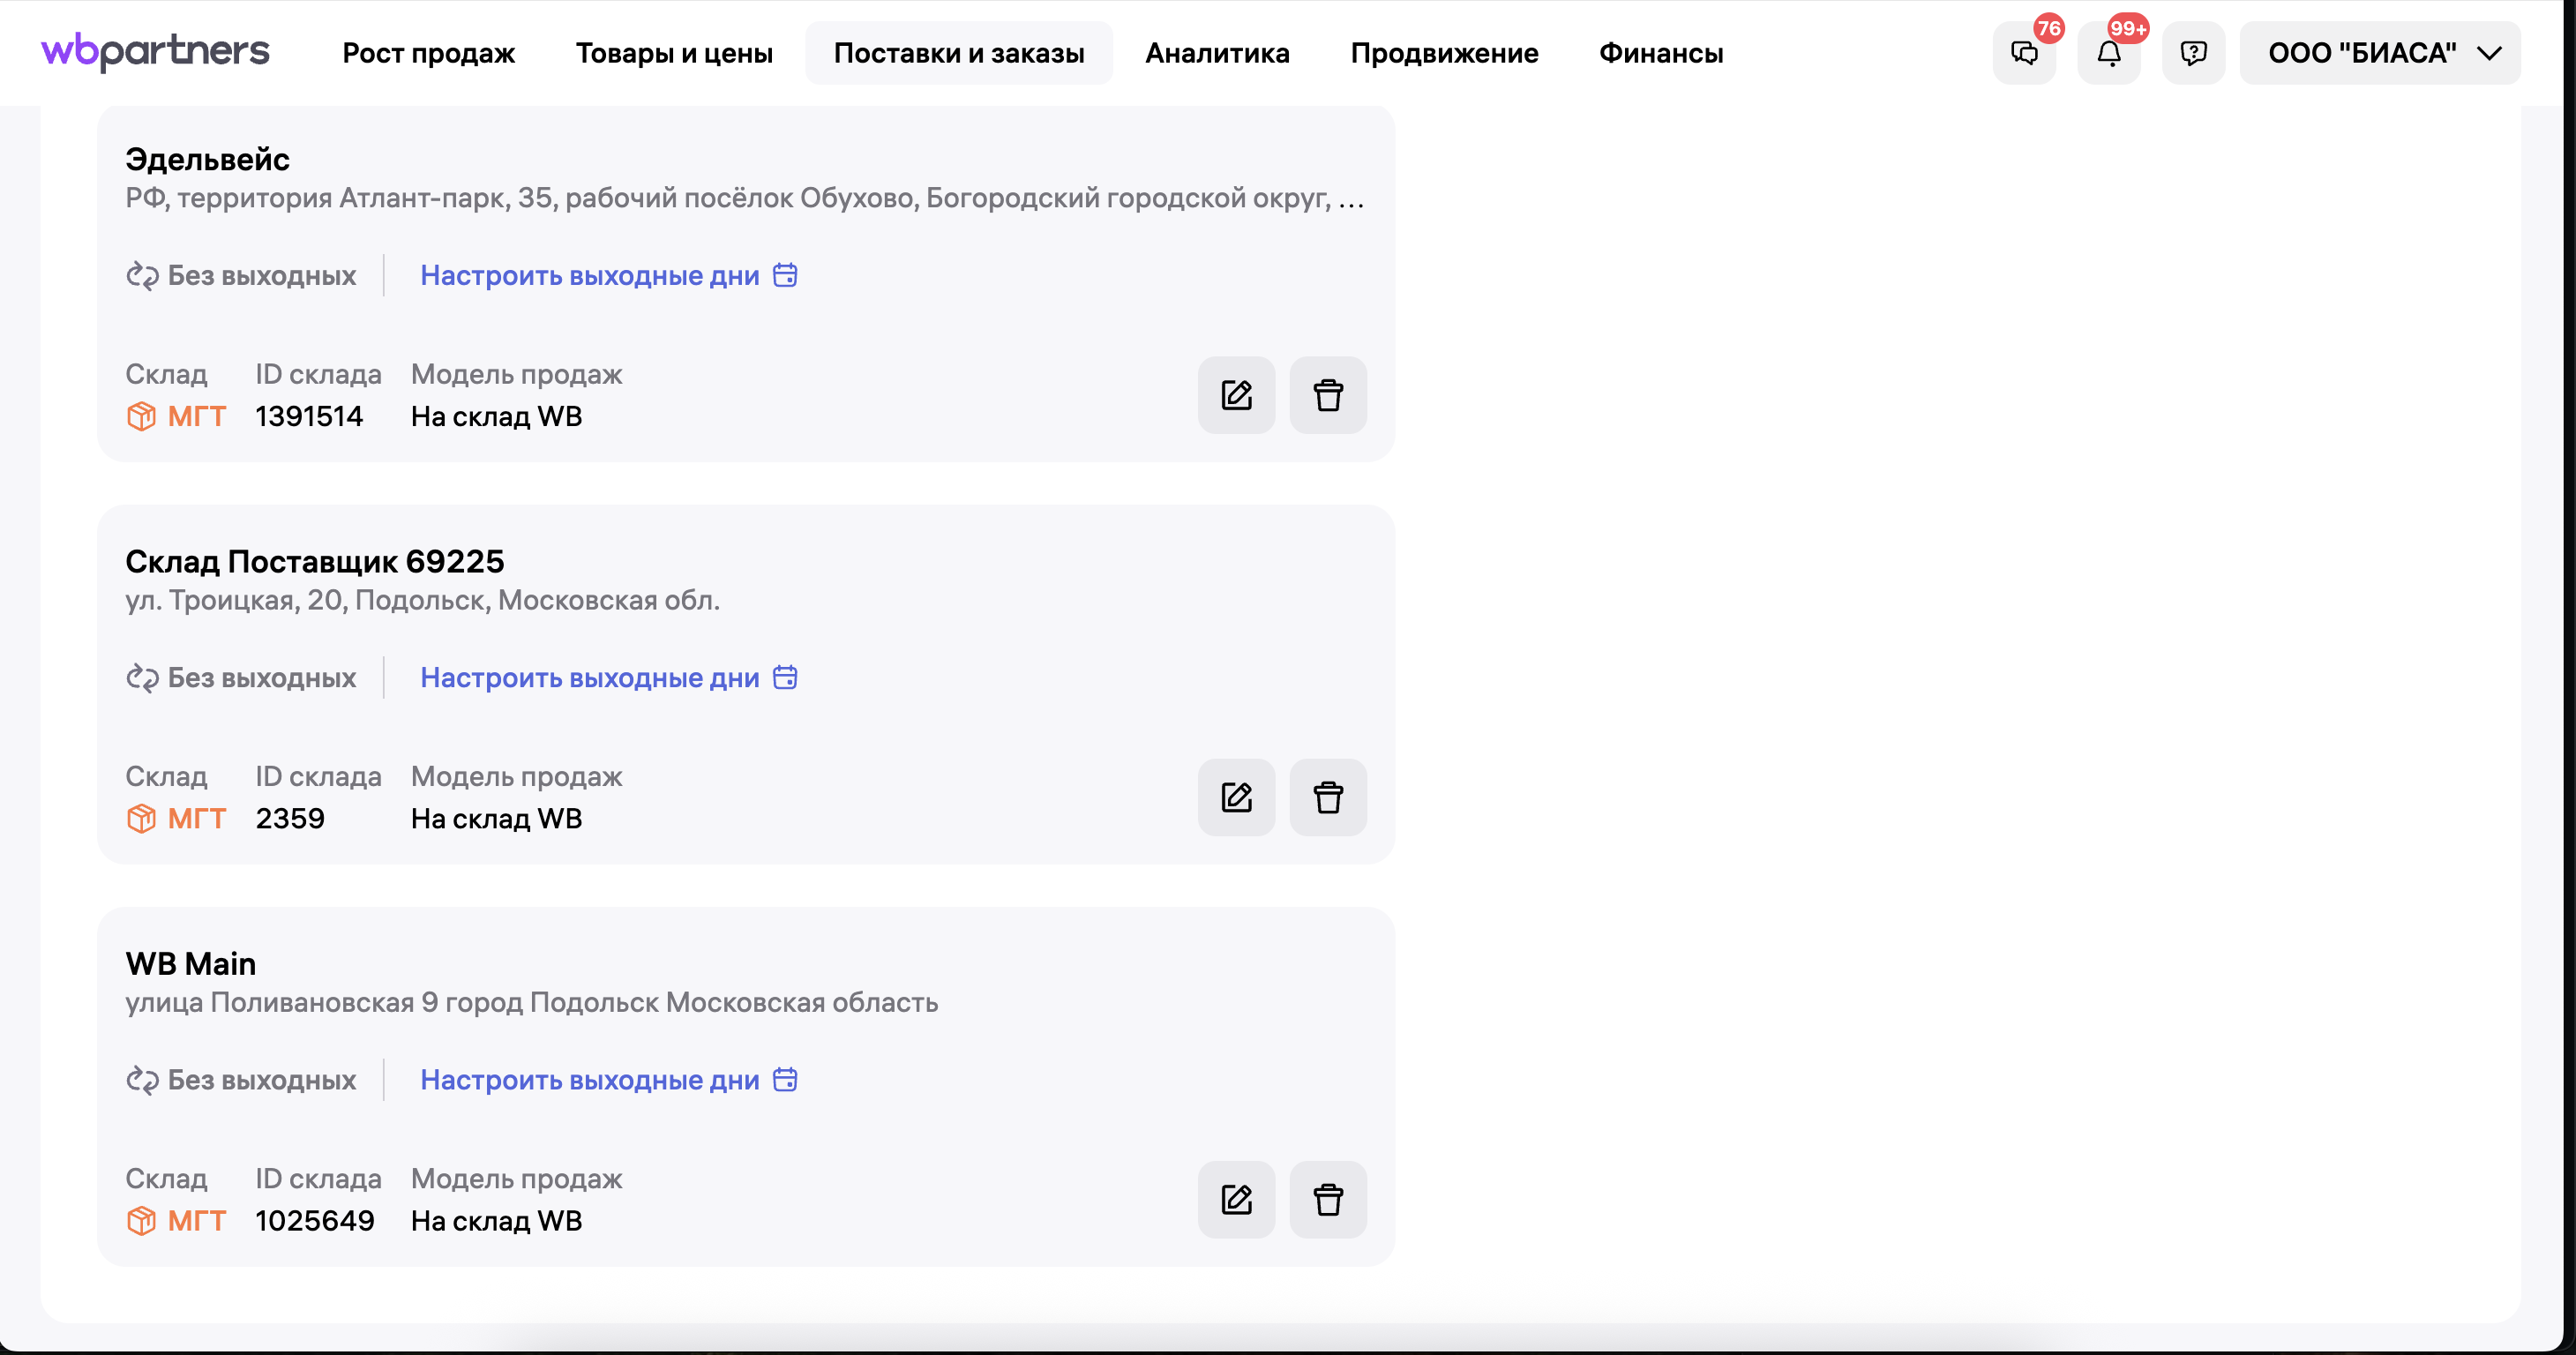 wbpartners Рост продаж Товары и цены Поставки и заказы Аналитика Продвижение Финансы 76 99+ ООО "БИАСА"
Эдельвейс
РФ, территория Атлант-парк, 35, рабочий посёлок Обухово, Богородский городской округ, ...
Без выходных Настроить выходные дни
Склад ID склада Модель продаж
МГТ 1391514 На склад WB
Склад Поставщик 69225
ул. Троицкая, 20, Подольск, Московская обл.
Без выходных Настроить выходные дни
Склад ID склада Модель продаж
МГТ 2359 На склад WB
WB Main
улица Поливановская 9 город Подольск Московская область
Без выходных Настроить выходные дни
Склад ID склада Модель продаж
МГТ 1025649 На склад WB